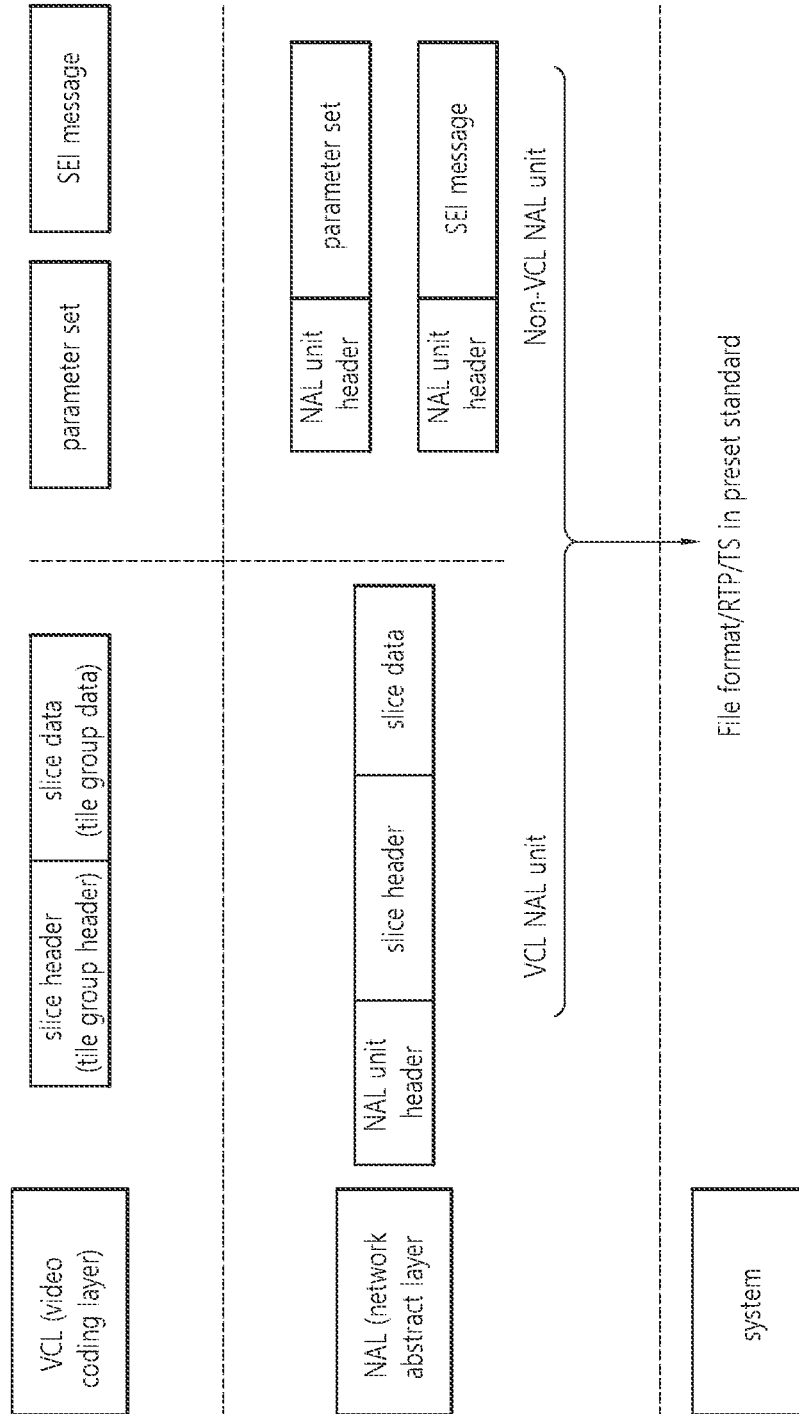 VCL (video
coding layer)
slice header
(tile group header)
slice data
(tile group data)
parameter set
SEI message
NAL (network
abstract layer
NAL unit
header
slice header
slice data
NAL unit
header
parameter set
NAL unit
header
SEI message
VCL NAL unit
Non-VCL NAL unit
system
File format/RTP/TS in preset standard